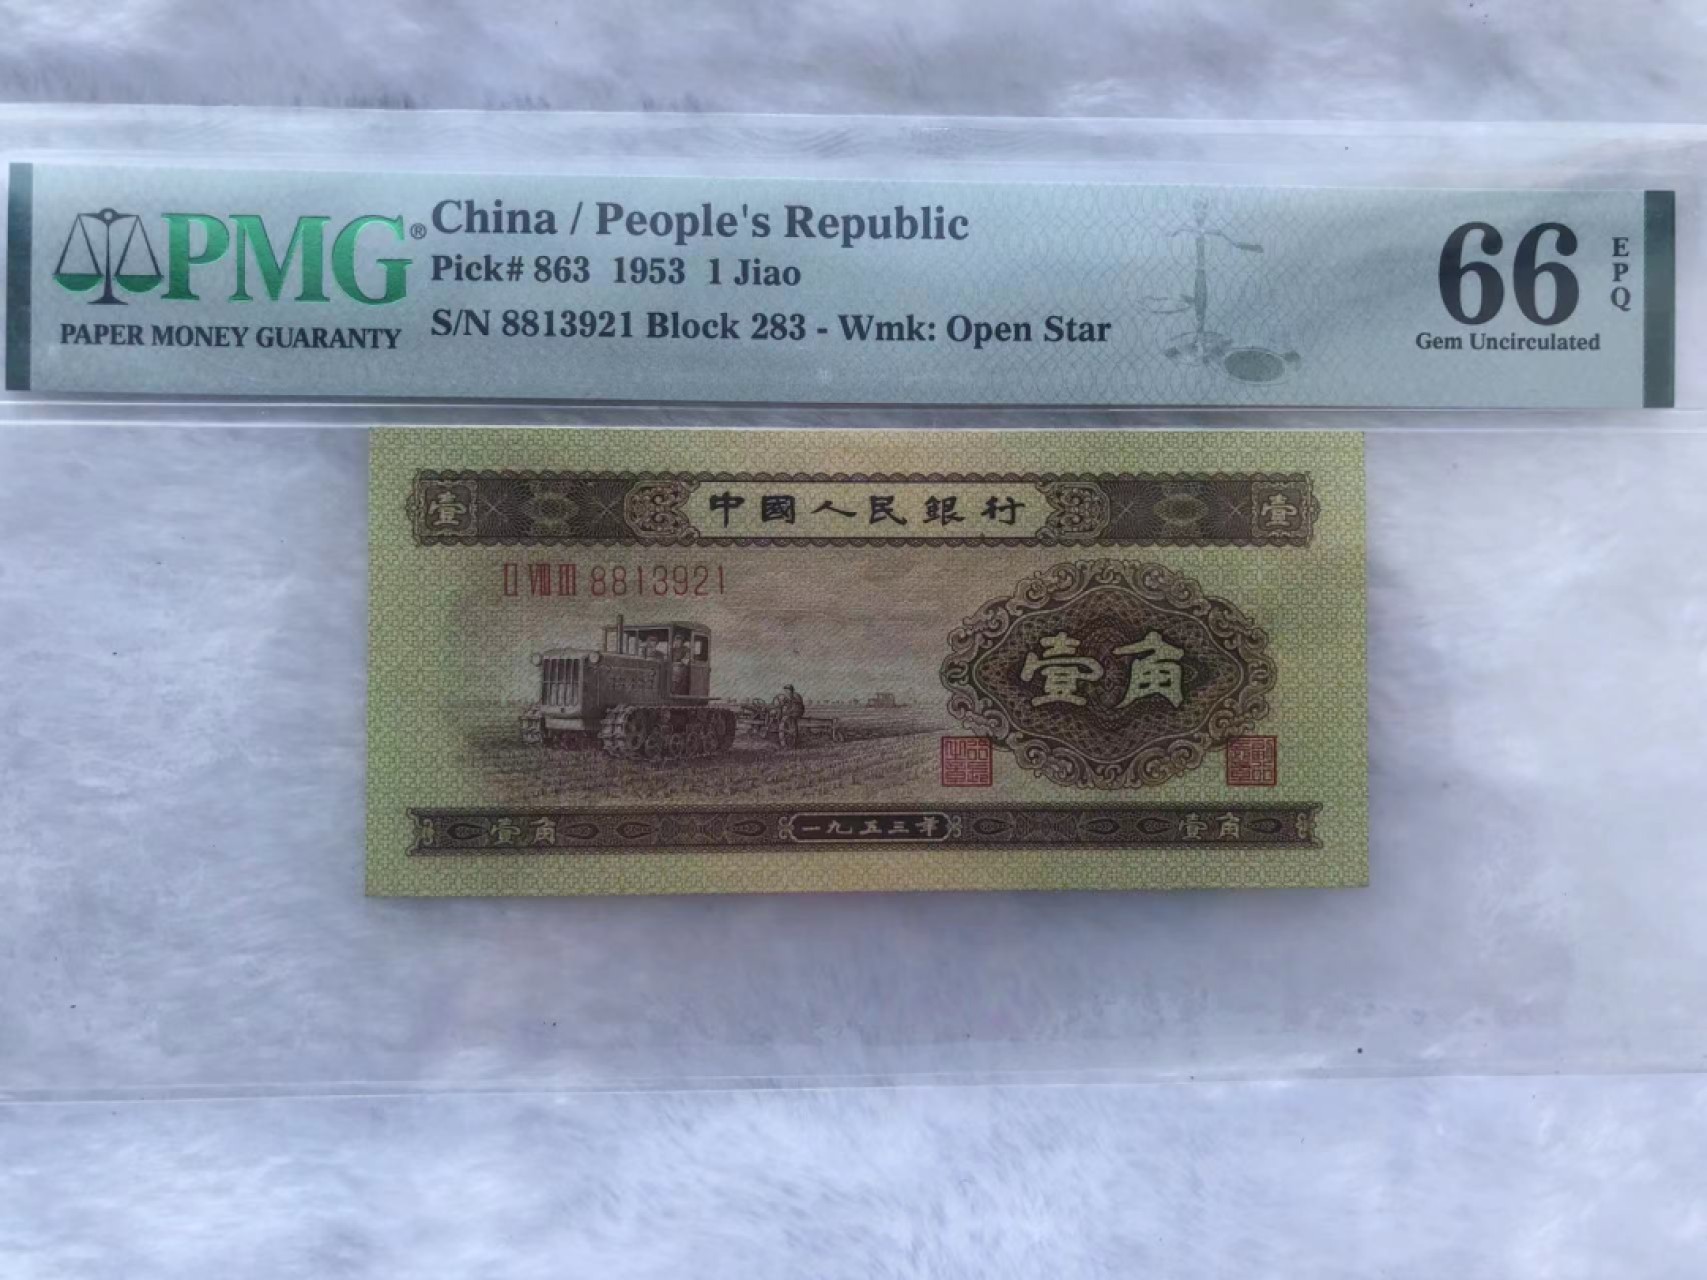 PMG®
PAPER MONEY GUARANTY
China / People's Republic
Pick# 863 1953 1 Jiao
S/N 8813921 Block 283 - Wmk: Open Star
66
EPQ
Gem Uncirculated
壹 中國人民銀行 壹
II VIII III 8813921
壹角
壹角 一九五三年 壹角